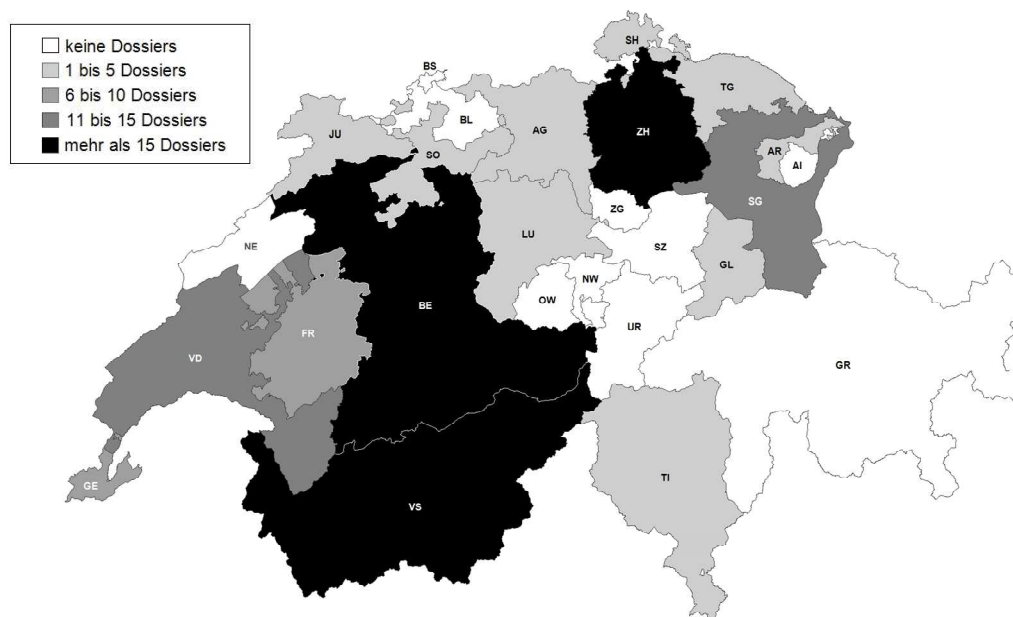 keine Dossiers
1 bis 5 Dossiers
6 bis 10 Dossiers
11 bis 15 Dossiers
mehr als 15 Dossiers
SH
BS
TG
BL
JU
AG
ZH
SO
AR
AI
SG
ZG
LU
NE
SZ
GL
NW
OW
BE
UR
FR
VD
GR
TI
GE
VS